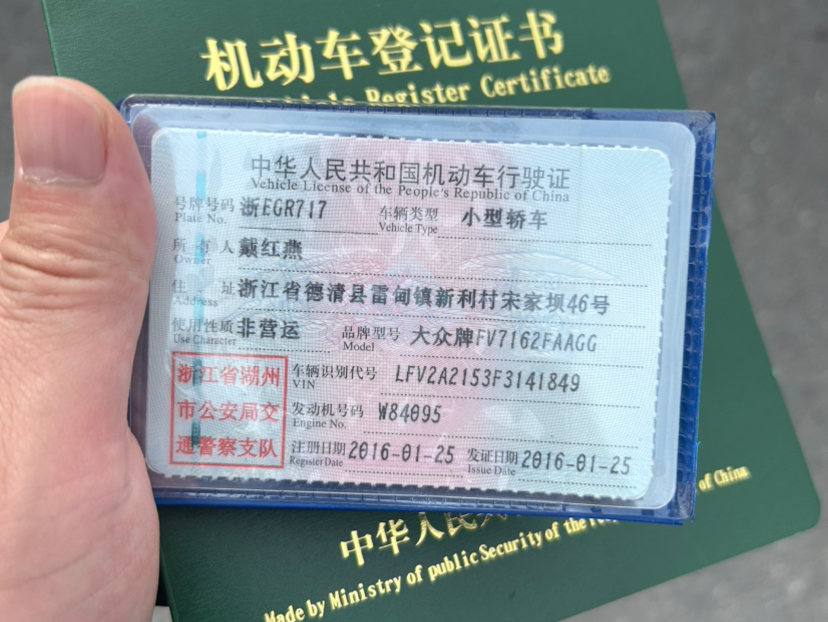 机动车登记证书
Vehicle Register Certificate
中华人民共和国机动车行驶证
Vehicle License of the People's Republic of China
号牌号码 浙EGR717 车辆类型 小型轿车
Plate No. Vehicle Type
所有人 戴红燕
Owner
住址 浙江省德清县雷甸镇新利村宋家坝46号
Address
使用性质 非营运 品牌型号 大众牌FV7162FAAGG
Use Character Model
浙江省湖州 车辆识别代号 LFV2A2153F3141849
VIN
市公安局交 发动机号码 W84095
Engine No.
通警察支队 注册日期 2016-01-25 发证日期 2016-01-25
Register Date Issue Date
中华人民
of China
Made by Ministry of public Security of the